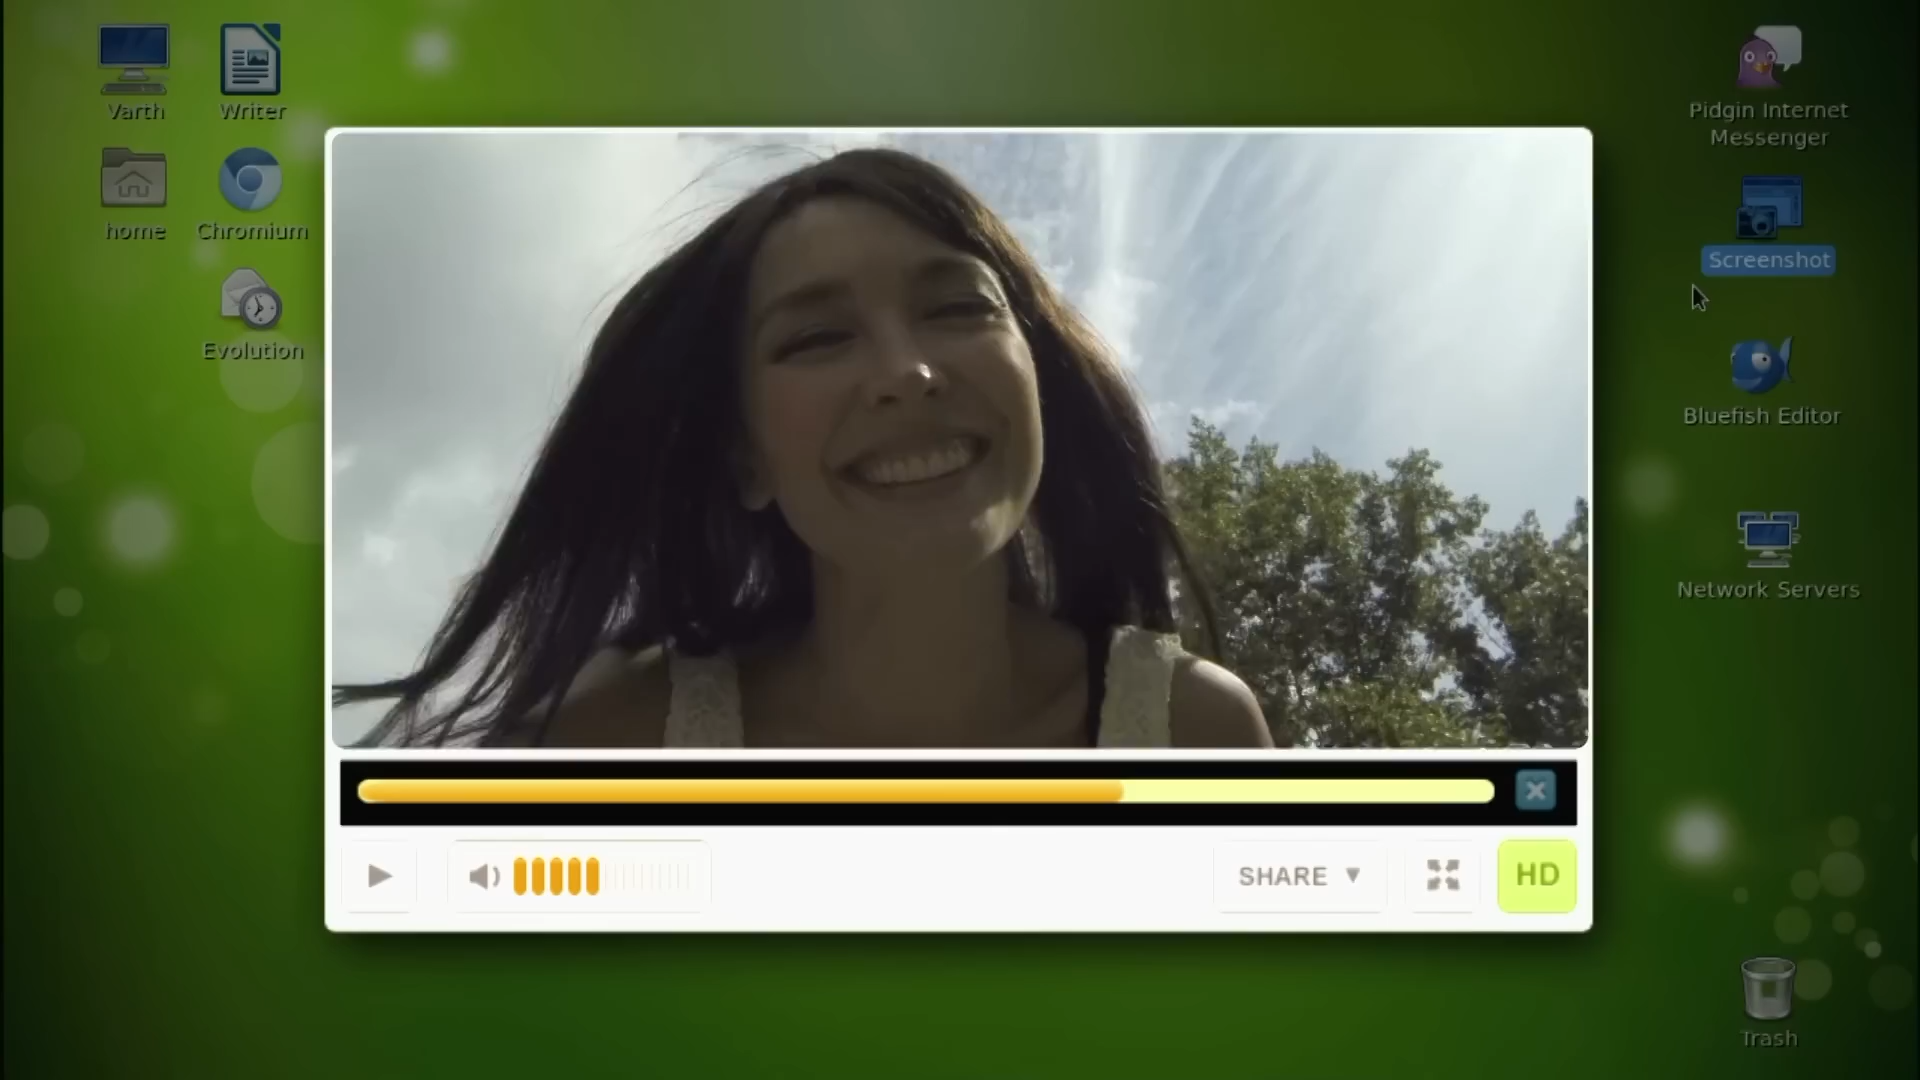 Varth
Writer
home
Chromium
Evolution
Pidgin Internet
Messenger
Screenshot
Bluefish Editor
Network Servers
Trash
SHARE
HD